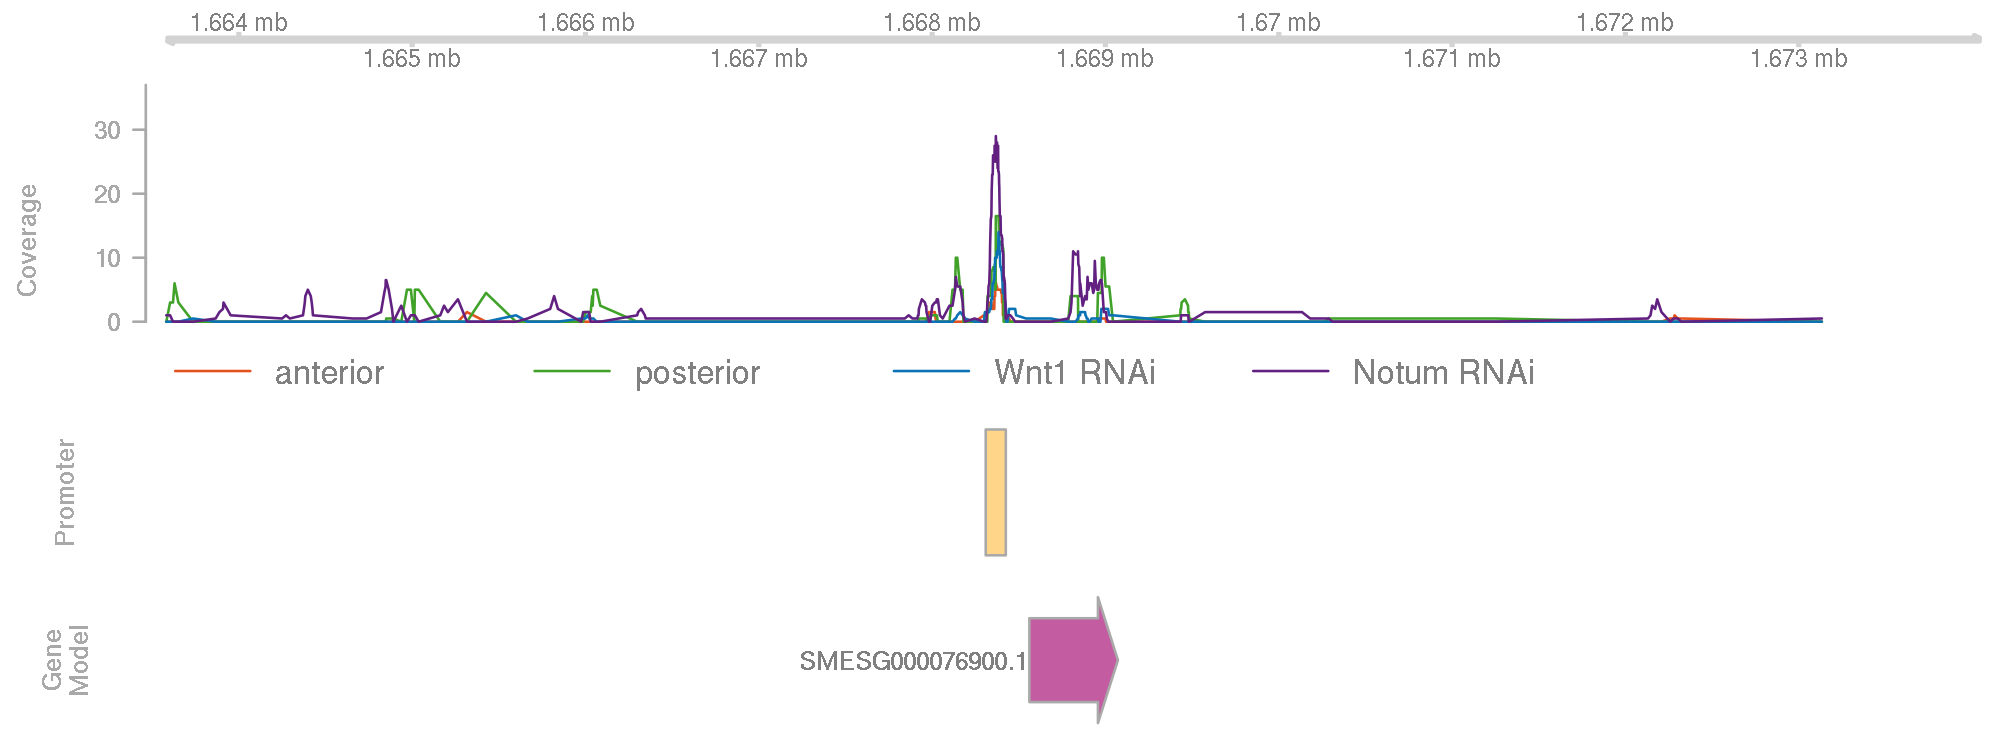 1.664 mb 1.666 mb 1.668 mb 1.67 mb 1.672 mb
1.665 mb 1.667 mb 1.669 mb 1.671 mb 1.673 mb
Coverage
30
20
10
0
anterior posterior Wnt1 RNAi Notum RNAi
Promoter
Gene
Model
SMESG000076900.1